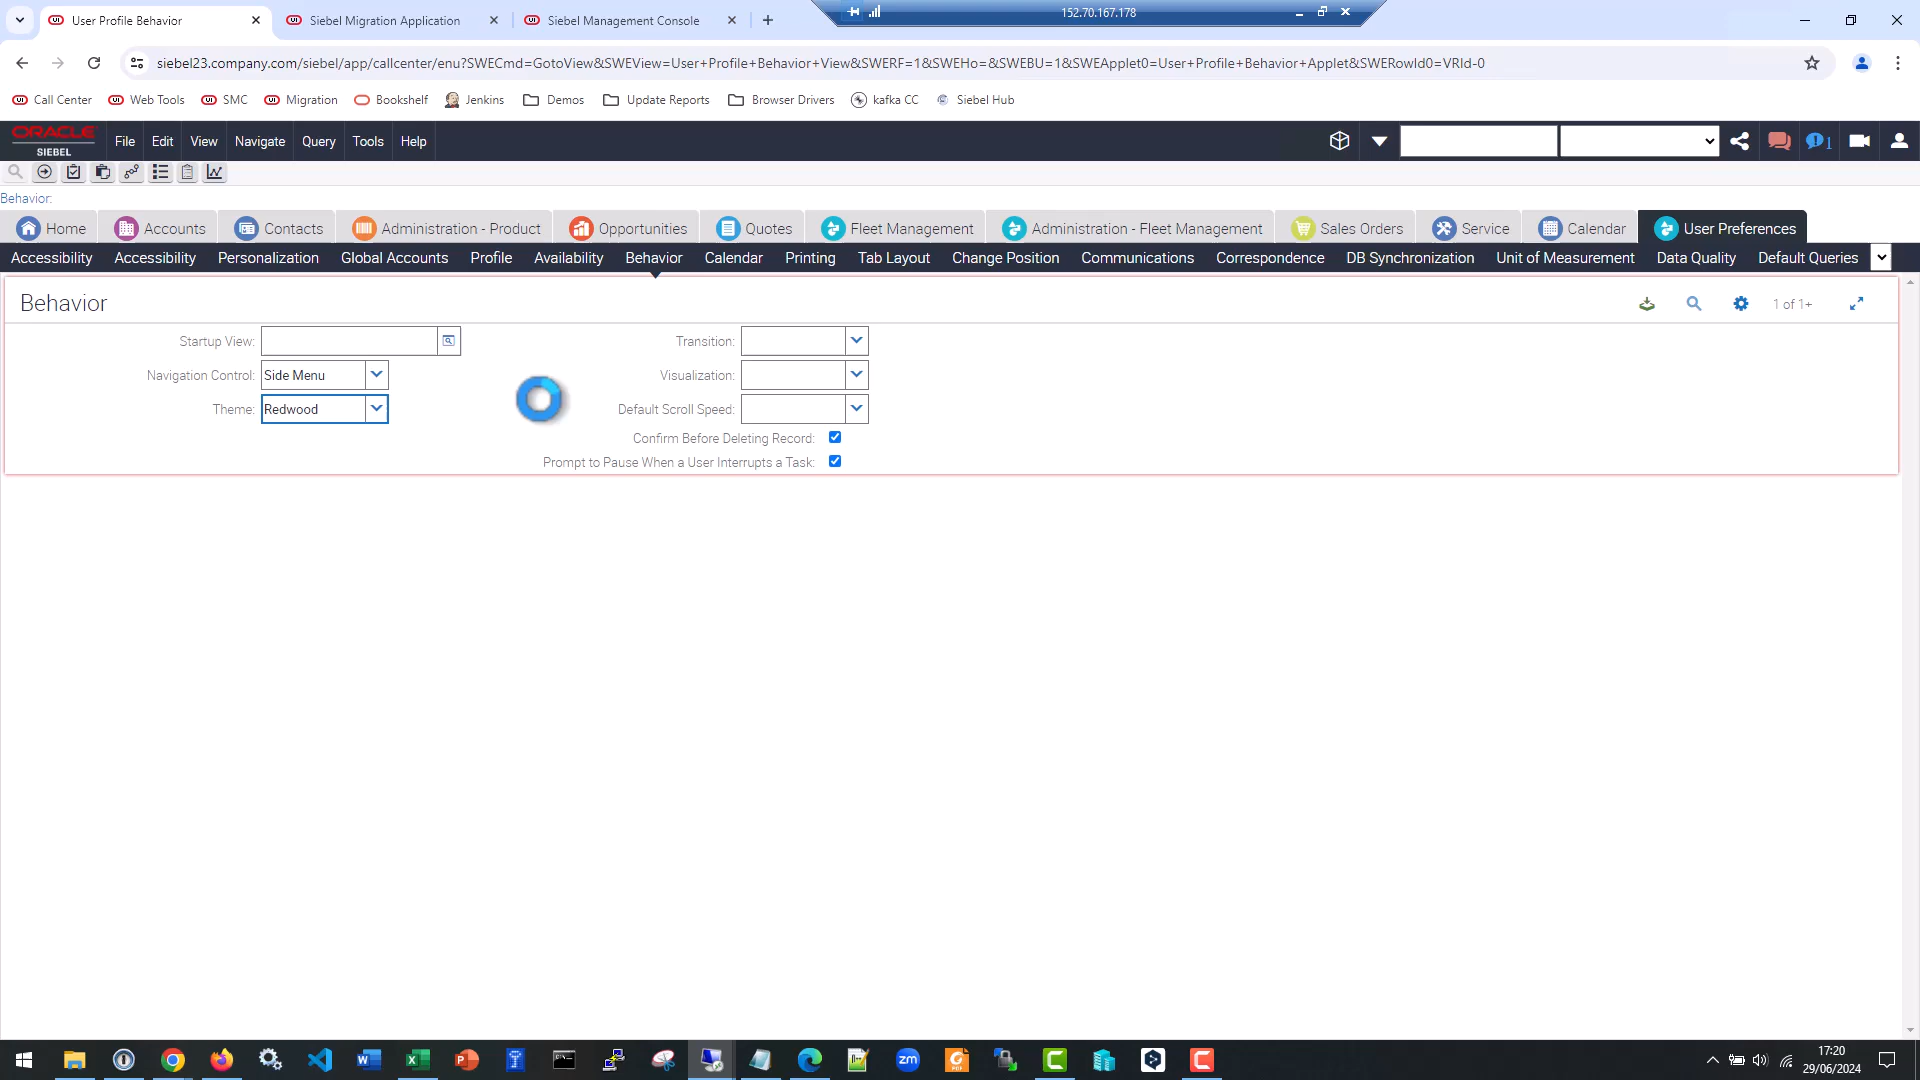 User Profile Behavior
Siebel Migration Application
Siebel Management Console
152.70.167.178
siebel23.company.com/siebel/app/callcenter/enu?SWECmd=GotoView&SWEView=User+Profile+Behavior+View&SWERF=1&SWEHo=&SWEBU=1&SWEApplet0=User+Profile+Behavior+Applet&SWERowId0=VRId-0
Call Center Web Tools SMC Migration Bookshelf Jenkins Demos Update Reports Browser Drivers kafka CC Siebel Hub
ORACLE
SIEBEL
File Edit View Navigate Query Tools Help
1
Behavior:
Home Accounts Contacts Administration - Product Opportunities Quotes Fleet Management Administration - Fleet Management Sales Orders Service Calendar User Preferences
Accessibility Accessibility Personalization Global Accounts Profile Availability Behavior Calendar Printing Tab Layout Change Position Communications Correspondence DB Synchronization Unit of Measurement Data Quality Default Queries
Behavior
1 of 1+
Startup View: Transition:
Navigation Control: Side Menu Visualization:
Theme: Redwood Default Scroll Speed:
Confirm Before Deleting Record:
Prompt to Pause When a User Interrupts a Task:
17:20
29/06/2024